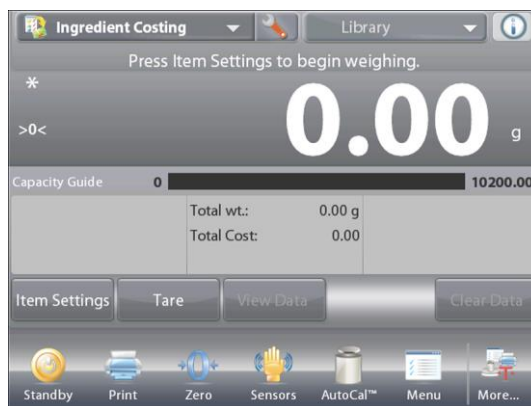 Ingredient Costing
Library
Press Item Settings to begin weighing.
*
>0<
0.00 g
Capacity Guide 0 10200.00
Total wt.: 0.00 g
Total Cost: 0.00
Item Settings Tare View Data Clear Data
Standby Print Zero Sensors AutoCal™ Menu More...